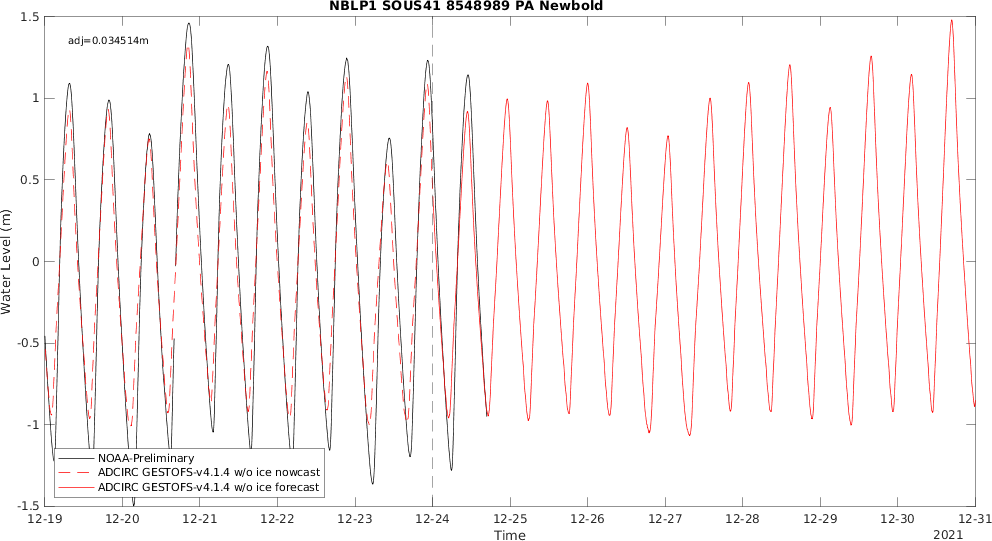 NBLP1 SOUS41 8548989 PA Newbold
adj=0.034514m
1.5
1
0.5
0
-0.5
-1
-1.5
Water Level (m)
NOAA-Preliminary
ADCIRC GESTOFS-v4.1.4 w/o ice nowcast
ADCIRC GESTOFS-v4.1.4 w/o ice forecast
12-19 12-20 12-21 12-22 12-23 12-24 12-25 12-26 12-27 12-28 12-29 12-30 12-31
Time
2021